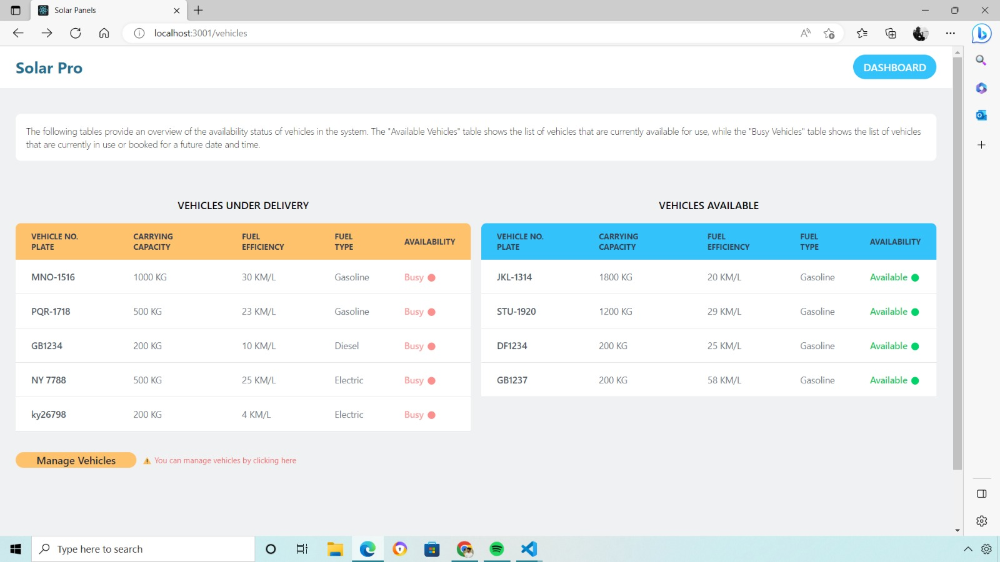 Solar Panels
localhost:3001/vehicles
Solar Pro
DASHBOARD
The following tables provide an overview of the availability status of vehicles in the system. The "Available Vehicles" table shows the list of vehicles that are currently available for use, while the "Busy Vehicles" table shows the list of vehicles
that are currently in use or booked for a future date and time.
VEHICLES UNDER DELIVERY
VEHICLE NO. PLATE CARRYING CAPACITY FUEL EFFICIENCY FUEL TYPE AVAILABILITY
MNO-1516 1000 KG 30 KM/L Gasoline Busy
PQR-1718 500 KG 23 KM/L Gasoline Busy
GB1234 200 KG 10 KM/L Diesel Busy
NY 7788 500 KG 25 KM/L Electric Busy
ky26798 200 KG 4 KM/L Electric Busy
VEHICLES AVAILABLE
VEHICLE NO. PLATE CARRYING CAPACITY FUEL EFFICIENCY FUEL TYPE AVAILABILITY
JKL-1314 1800 KG 20 KM/L Gasoline Available
STU-1920 1200 KG 29 KM/L Gasoline Available
DF1234 200 KG 25 KM/L Gasoline Available
GB1237 200 KG 58 KM/L Gasoline Available
Manage Vehicles
You can manage vehicles by clicking here
Type here to search